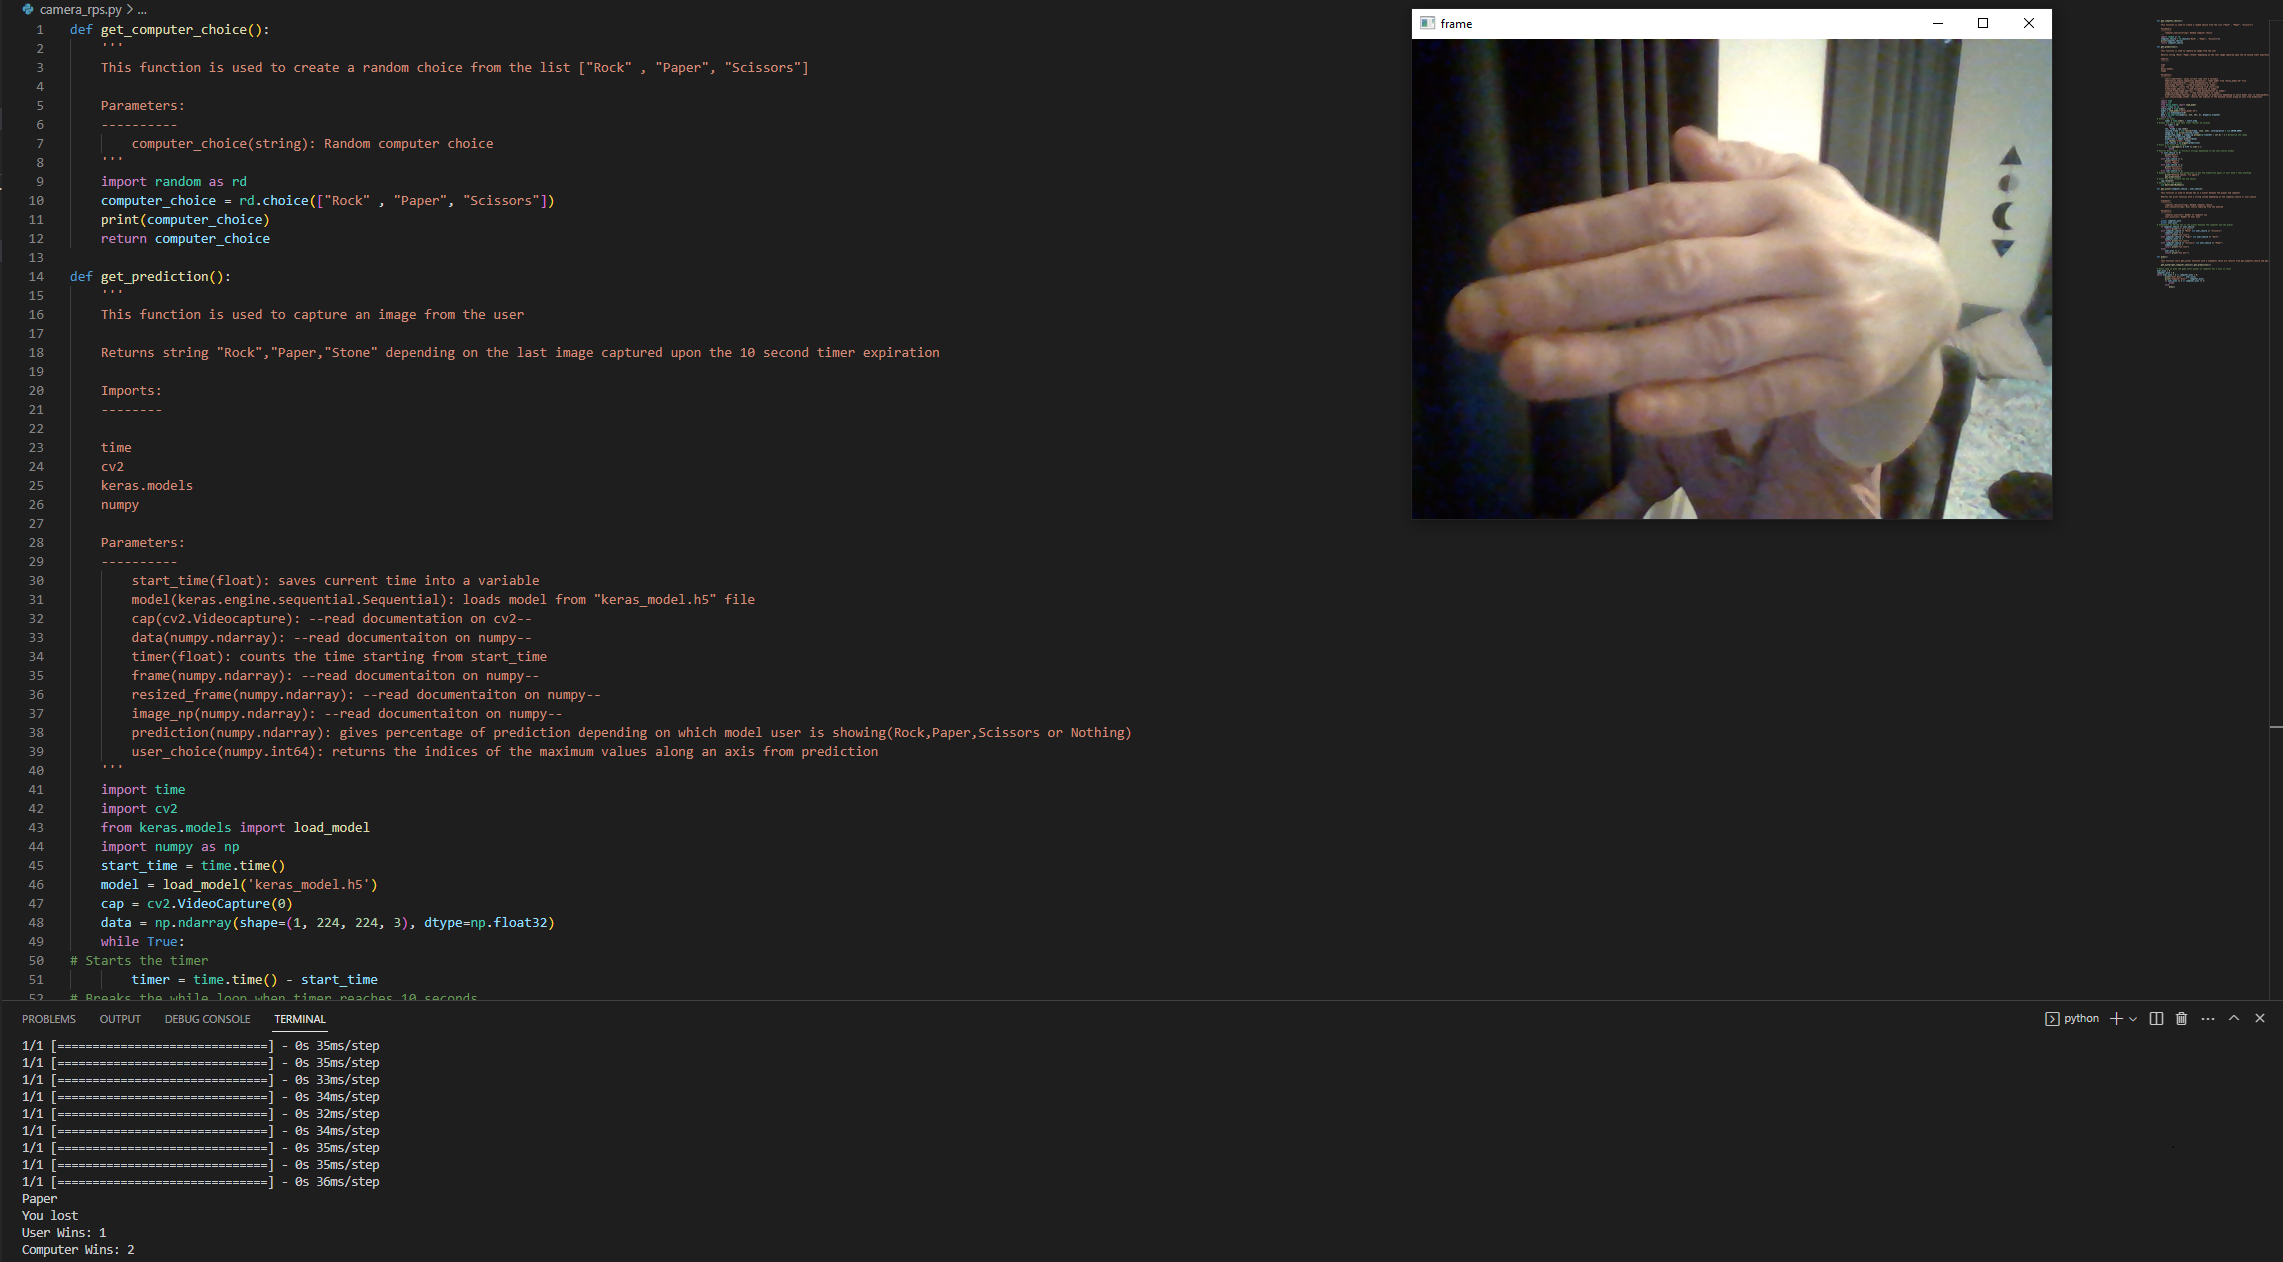 camera_rps.py > ...
1 def get_computer_choice():
2 '''
3 This function is used to create a random choice from the list ["Rock" , "Paper", "Scissors"]
4
5 Parameters:
6 ----------
7 computer_choice(string): Random computer choice
8 '''
9 import random as rd
10 computer_choice = rd.choice(["Rock" , "Paper", "Scissors"])
11 print(computer_choice)
12 return computer_choice
13
14 def get_prediction():
15 '''
16 This function is used to capture an image from the user
17
18 Returns string "Rock","Paper,"Stone" depending on the last image captured upon the 10 second timer expiration
19
20 Imports:
21 --------
22
23 time
24 cv2
25 keras.models
26 numpy
27
28 Parameters:
29 ----------
30 start_time(float): saves current time into a variable
31 model(keras.engine.sequential.Sequential): loads model from "keras_model.h5" file
32 cap(cv2.Videocapture): --read documentation on cv2--
33 data(numpy.ndarray): --read documentaiton on numpy--
34 timer(float): counts the time starting from start_time
35 frame(numpy.ndarray): --read documentaiton on numpy--
36 resized_frame(numpy.ndarray): --read documentaiton on numpy--
37 image_np(numpy.ndarray): --read documentaiton on numpy--
38 prediction(numpy.ndarray): gives percentage of prediction depending on which model user is showing(Rock,Paper,Scissors or Nothing)
39 user_choice(numpy.int64): returns the indices of the maximum values along an axis from prediction
40 '''
41 import time
42 import cv2
43 from keras.models import load_model
44 import numpy as np
45 start_time = time.time()
46 model = load_model('keras_model.h5')
47 cap = cv2.VideoCapture(0)
48 data = np.ndarray(shape=(1, 224, 224, 3), dtype=np.float32)
49 while True:
50 # Starts the timer
51 timer = time.time() - start_time
52 # Breaks the while loop when timer reaches 10 seconds
frame
PROBLEMS OUTPUT DEBUG CONSOLE TERMINAL
python
1/1 [==============================] - 0s 35ms/step
1/1 [==============================] - 0s 35ms/step
1/1 [==============================] - 0s 33ms/step
1/1 [==============================] - 0s 34ms/step
1/1 [==============================] - 0s 32ms/step
1/1 [==============================] - 0s 34ms/step
1/1 [==============================] - 0s 35ms/step
1/1 [==============================] - 0s 35ms/step
1/1 [==============================] - 0s 36ms/step
Paper
You lost
User Wins: 1
Computer Wins: 2